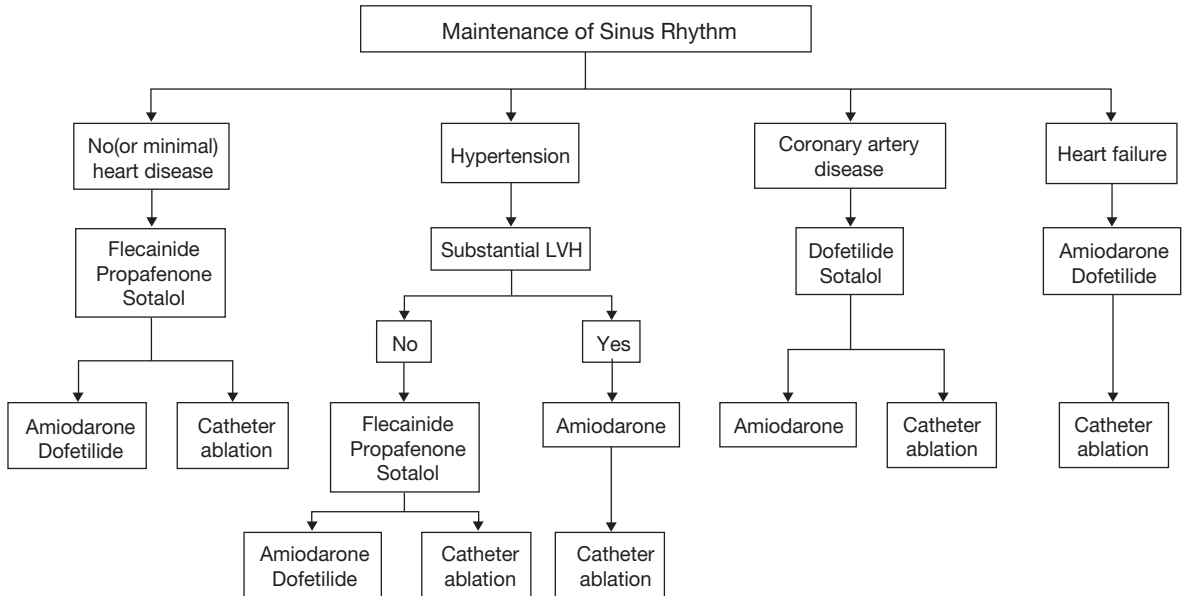 Maintenance of Sinus Rhythm
No(or minimal)
heart disease
Hypertension
Coronary artery
disease
Heart failure
Flecainide
Propafenone
Sotalol
Substantial LVH
Dofetilide
Sotalol
Amiodarone
Dofetilide
No
Yes
Amiodarone
Dofetilide
Catheter
ablation
Flecainide
Propafenone
Sotalol
Amiodarone
Amiodarone
Catheter
ablation
Catheter
ablation
Amiodarone
Dofetilide
Catheter
ablation
Catheter
ablation